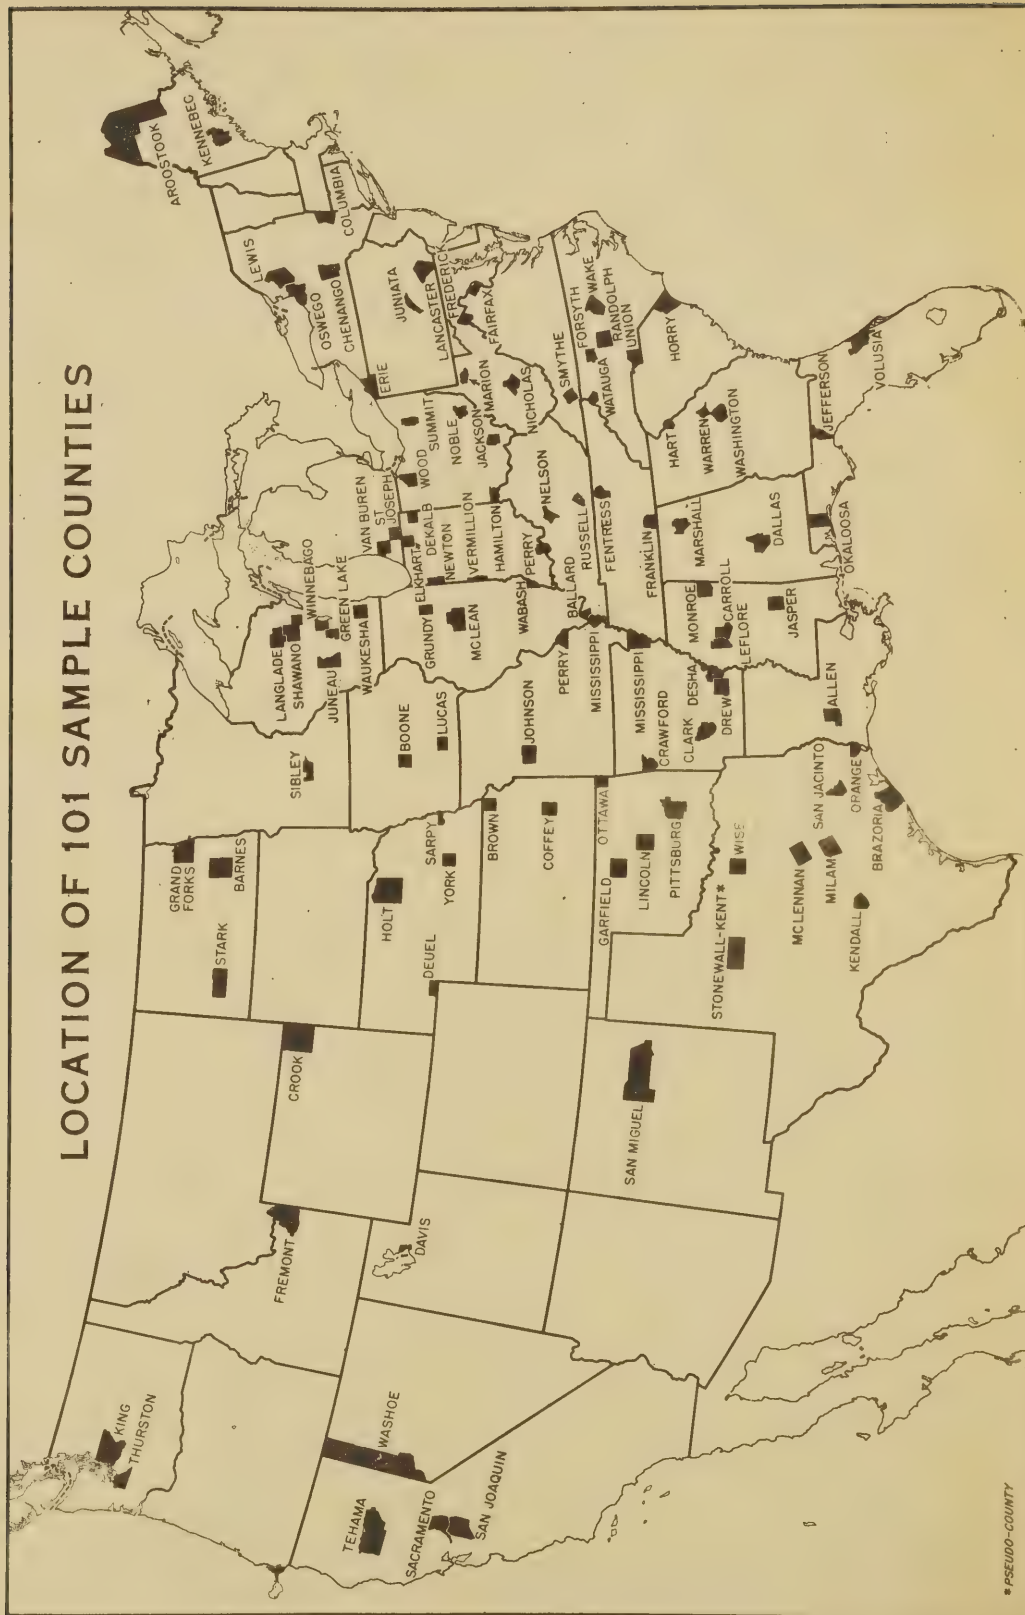 LOCATION OF 101 SAMPLE COUNTIES
KING
THURSTON
TEHAMA
SACRAMENTO
SAN JOAQUIN
WASHOE
FREMONT
DAVIS
CROOK
SAN MIGUEL
STARK
GRAND
FORKS
BARNES
HOLT
DEUEL
YORK
SARPY
BROWN
COFFEY
GARFIELD
OTTAWA
LINCOLN
PITTSBURG
STONEWALL-KENT*
WISE
MCLENNAN
MILAM
KENDALL
SAN JACINTO
ORANGE
BRAZORIA
SIBLEY
BOONE
LUCAS
JOHNSON
PERRY
MISSISSIPPI
MISSISSIPPI
CRAWFORD
CLARK
DESHA
DREW
ALLEN
LANGLADE
SHAWANO
WINNEBAGO
GREEN LAKE
JUNEAU
WAUKESHA
GRUNDY
MCLEAN
WABASH
VAN BUREN
ST
JOSEPH
ELKHART
DEKALB
NEWTON
VERMILLION
HAMILTON
PERRY
BALLARD
NELSON
RUSSELL
FENTRESS
FRANKLIN
MONROE
CARROLL
LEFLORE
JASPER
MARSHALL
DALLAS
OKALOOSA
WOOD
SUMMIT
NOBLE
JACKSON
MARION
NICHOLAS
ERIE
LEWIS
OSWEGO
CHENANGO
COLUMBIA
JUNIATA
LANCASTER
FREDERICK
FAIRFAX
SMYTHE
FORSYTH
WAKE
WATAUGA
RANDOLPH
UNION
HORRY
HART
WARREN
WASHINGTON
JEFFERSON
VOLUSIA
AROOSTOOK
KENNEBEC
* PSEUDO-COUNTY